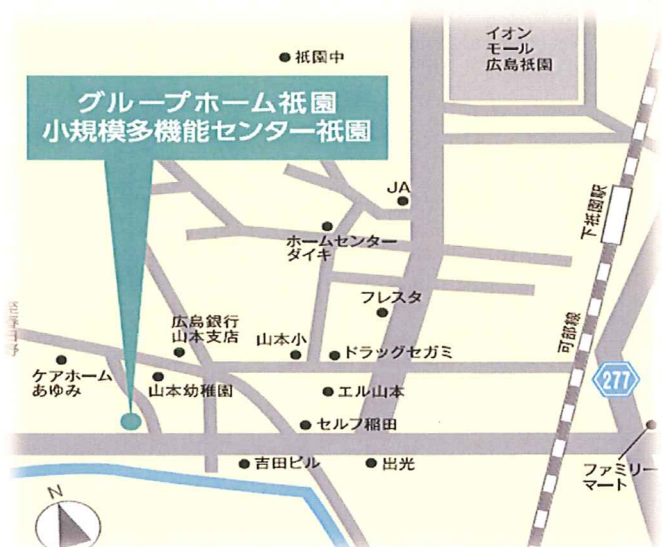 イオン
モール
広島祇園
祇園中
グループホーム祇園
小規模多機能センター祇園
JA
下祇園駅
ホームセンター
ダイキ
フレスタ
可部線
至春日野
広島銀行
山本支店
山本小
ドラッグセガミ
277
ケアホーム
あゆみ
山本幼稚園
エル山本
セルフ稲田
吉田ビル
出光
ファミリー
マート
N